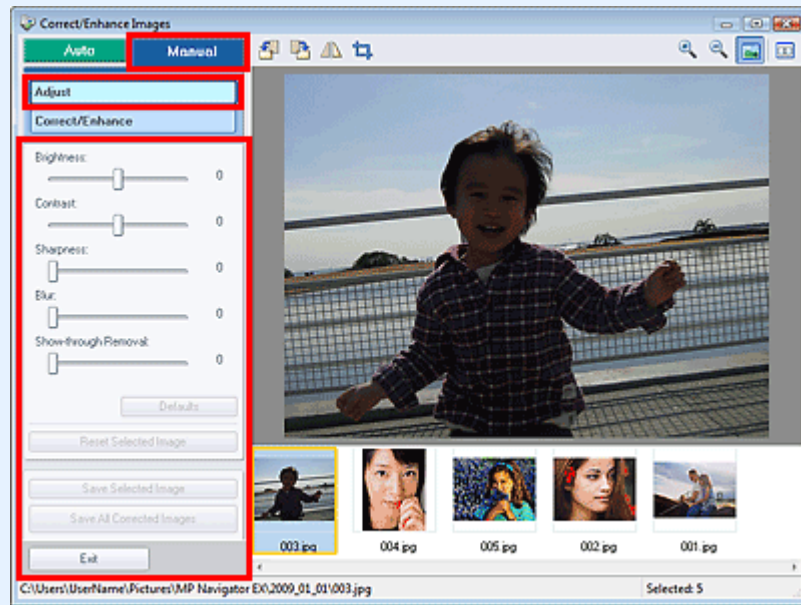 Correct/Enhance Images
Auto Manual
Adjust
Correct/Enhance
Brightness:
0
Contrast:
0
Sharpness:
0
Blur:
0
Show-through Removal:
0
Defaults
Reset Selected Image
Save Selected Image
Save All Corrected Images
Exit
003.jpg 004.jpg 005.jpg 002.jpg 001.jpg
C:\Users\UserName\Pictures\MP Navigator EX\2009_01_01\003.jpg Selected: 5